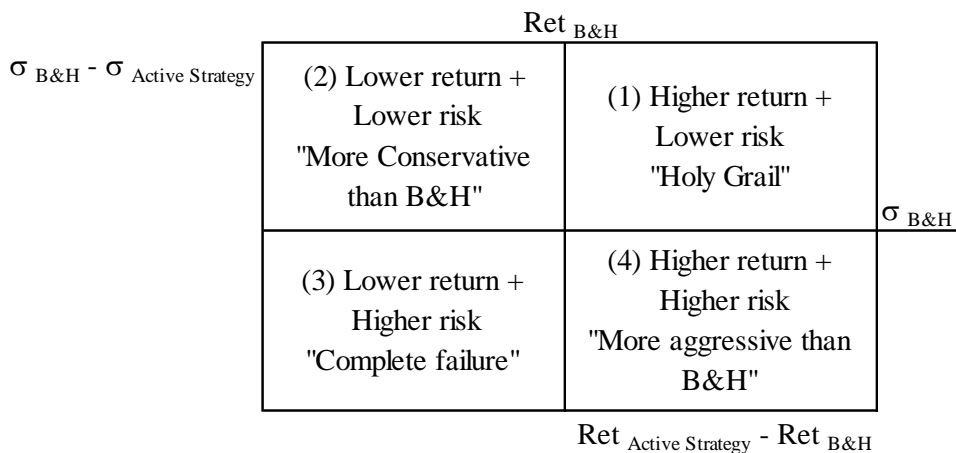 Ret B&H
σ B&H - σ Active Strategy
(2) Lower return +
Lower risk
"More Conservative
than B&H"
(1) Higher return +
Lower risk
"Holy Grail"
σ B&H
(3) Lower return +
Higher risk
"Complete failure"
(4) Higher return +
Higher risk
"More aggressive than
B&H"
Ret Active Strategy - Ret B&H